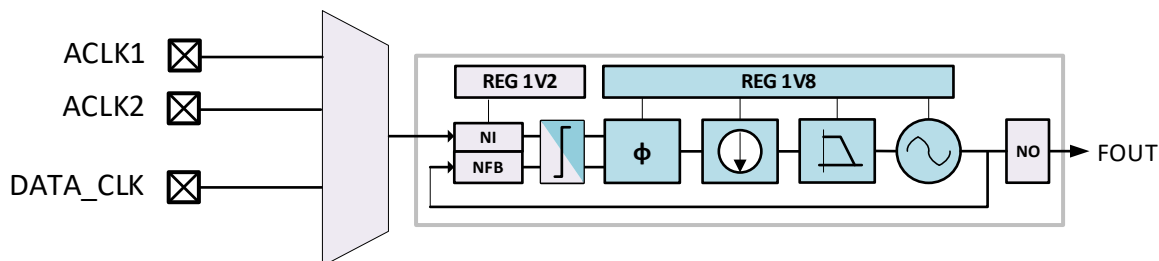 ACLK1
ACLK2
DATA_CLK
REG 1V2
REG 1V8
NI
NFB
ϕ
NO
FOUT